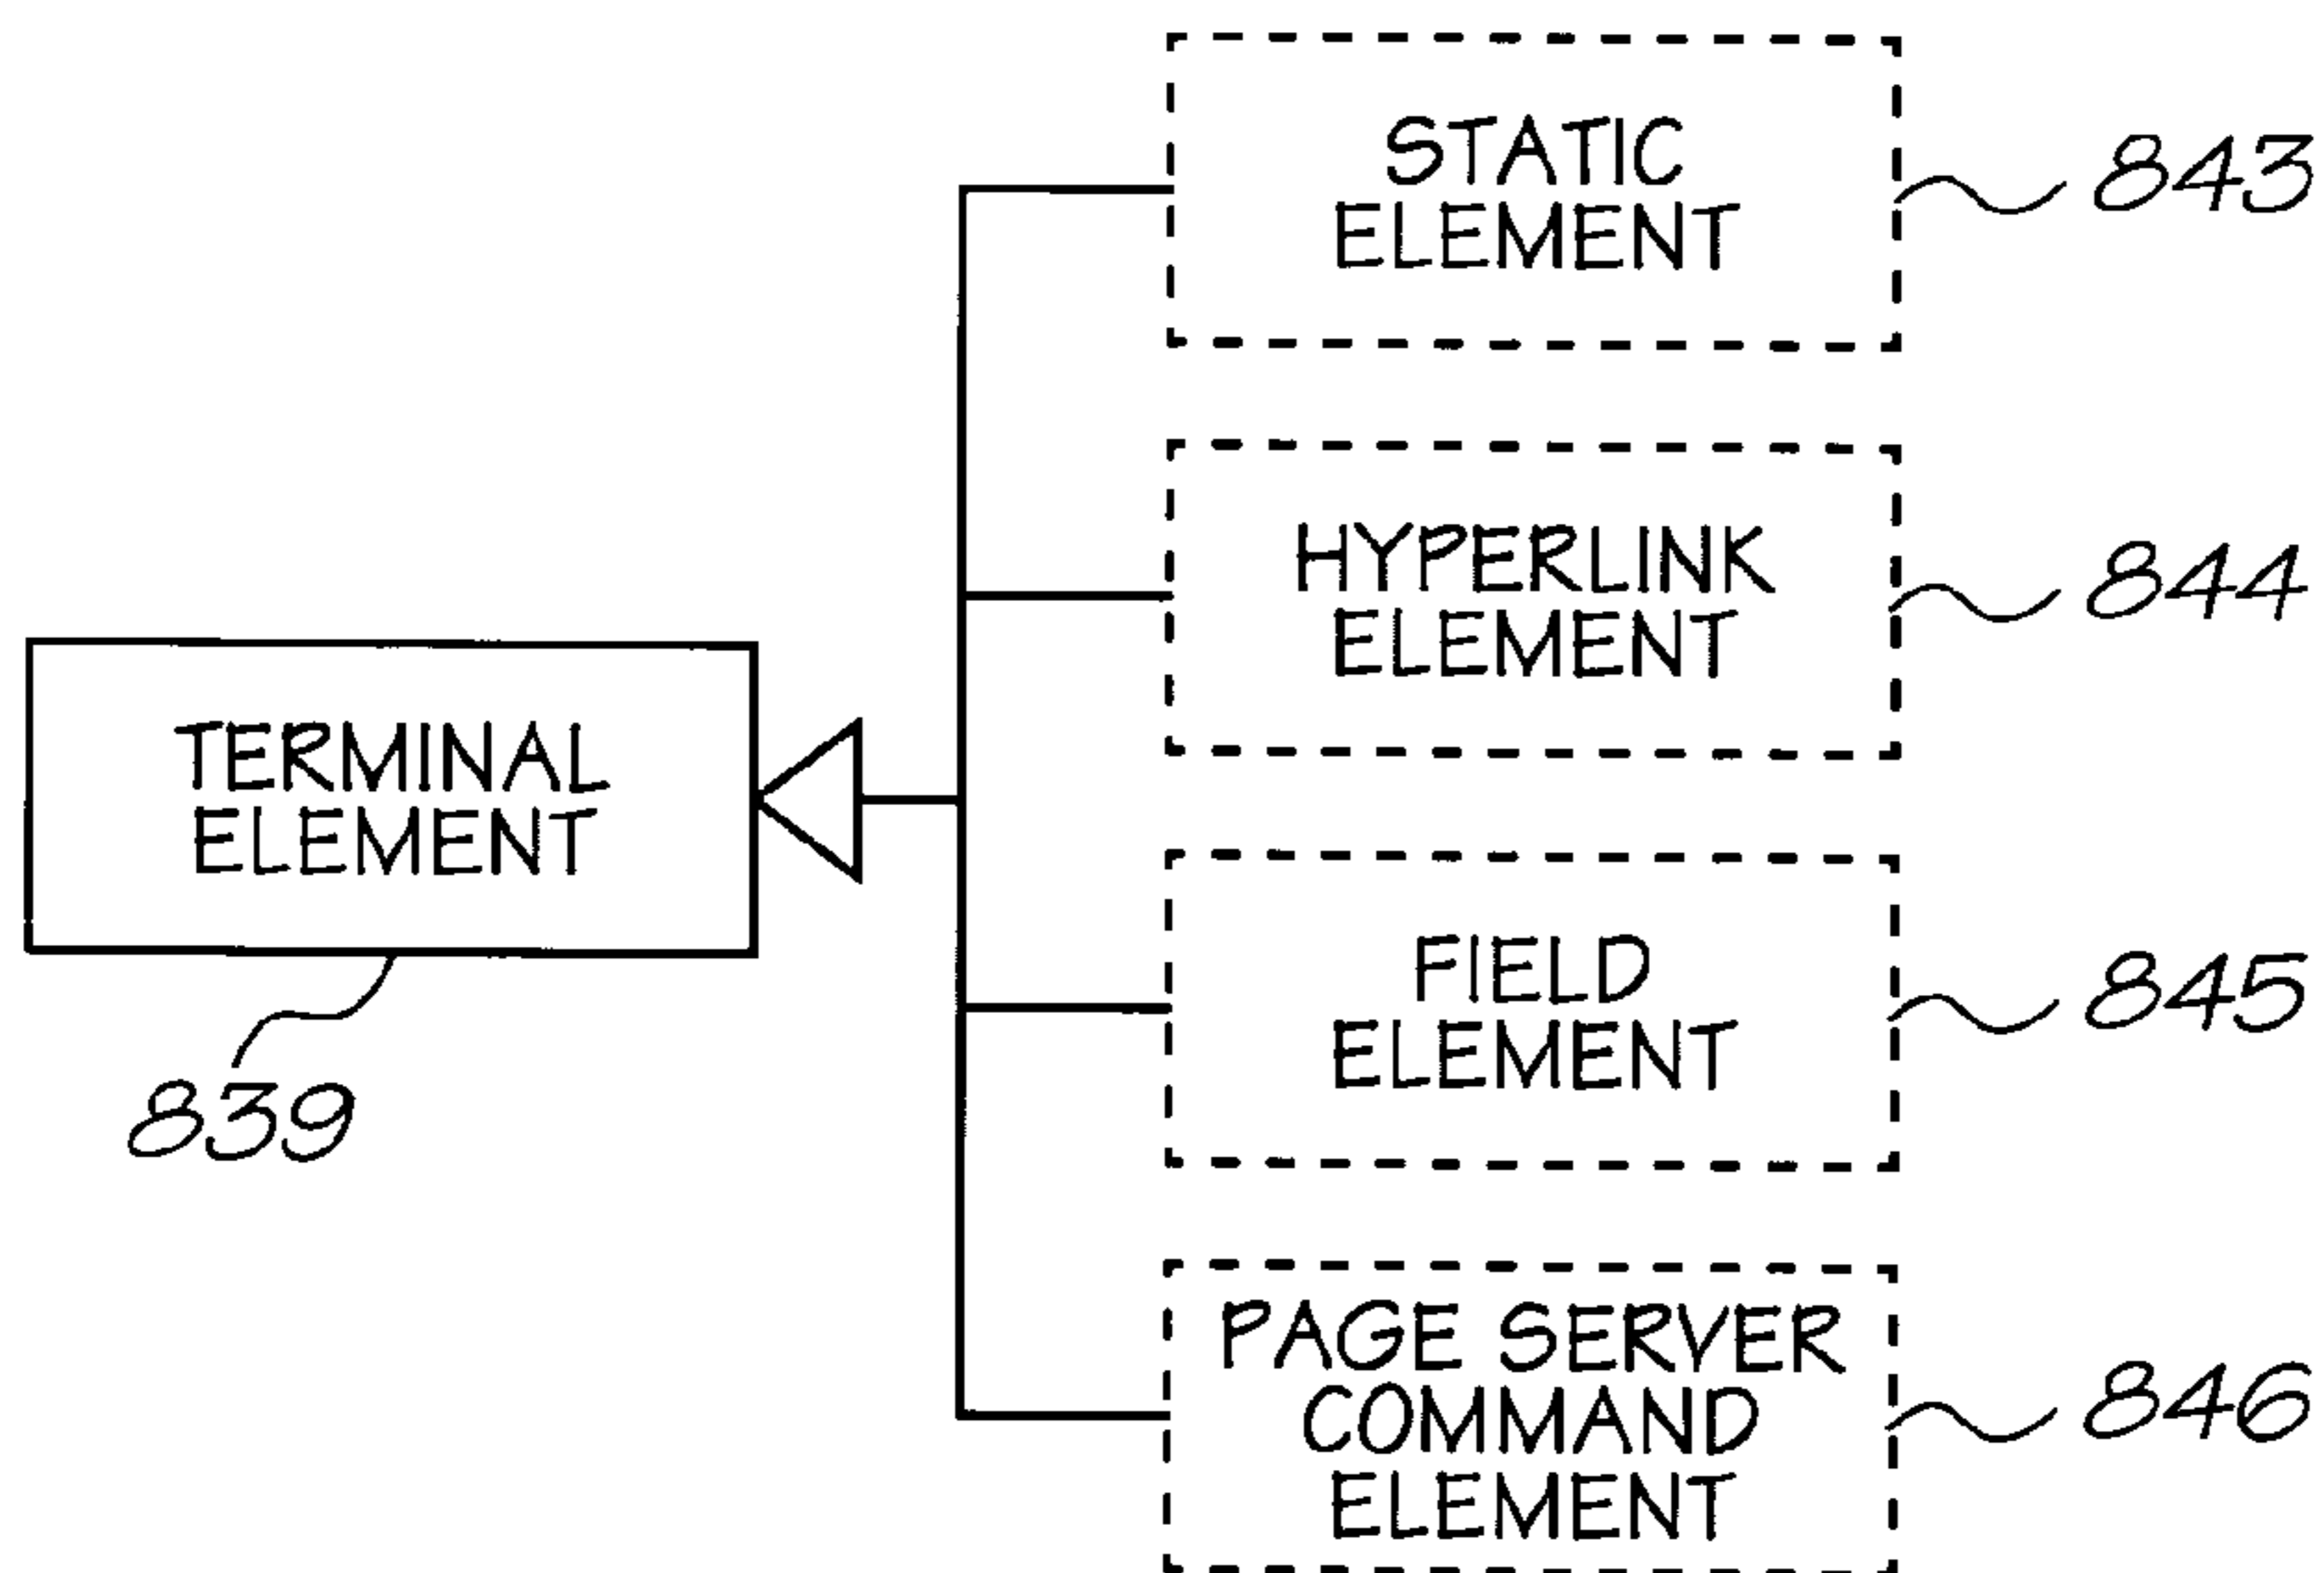 STATIC
ELEMENT
843
HYPERLINK
ELEMENT
844
TERMINAL
ELEMENT
839
FIELD
ELEMENT
845
PAGE SERVER
COMMAND
ELEMENT
846